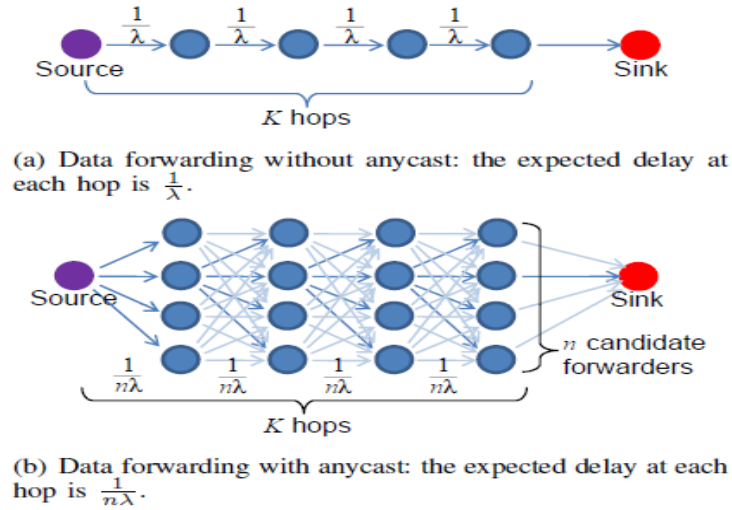 1/λ 1/λ 1/λ 1/λ
Source Sink
K hops
(a) Data forwarding without anycast: the expected delay at
each hop is 1/λ.
Source Sink
n candidate
forwarders
1/nλ 1/nλ 1/nλ 1/nλ
K hops
(b) Data forwarding with anycast: the expected delay at each
hop is 1/nλ.